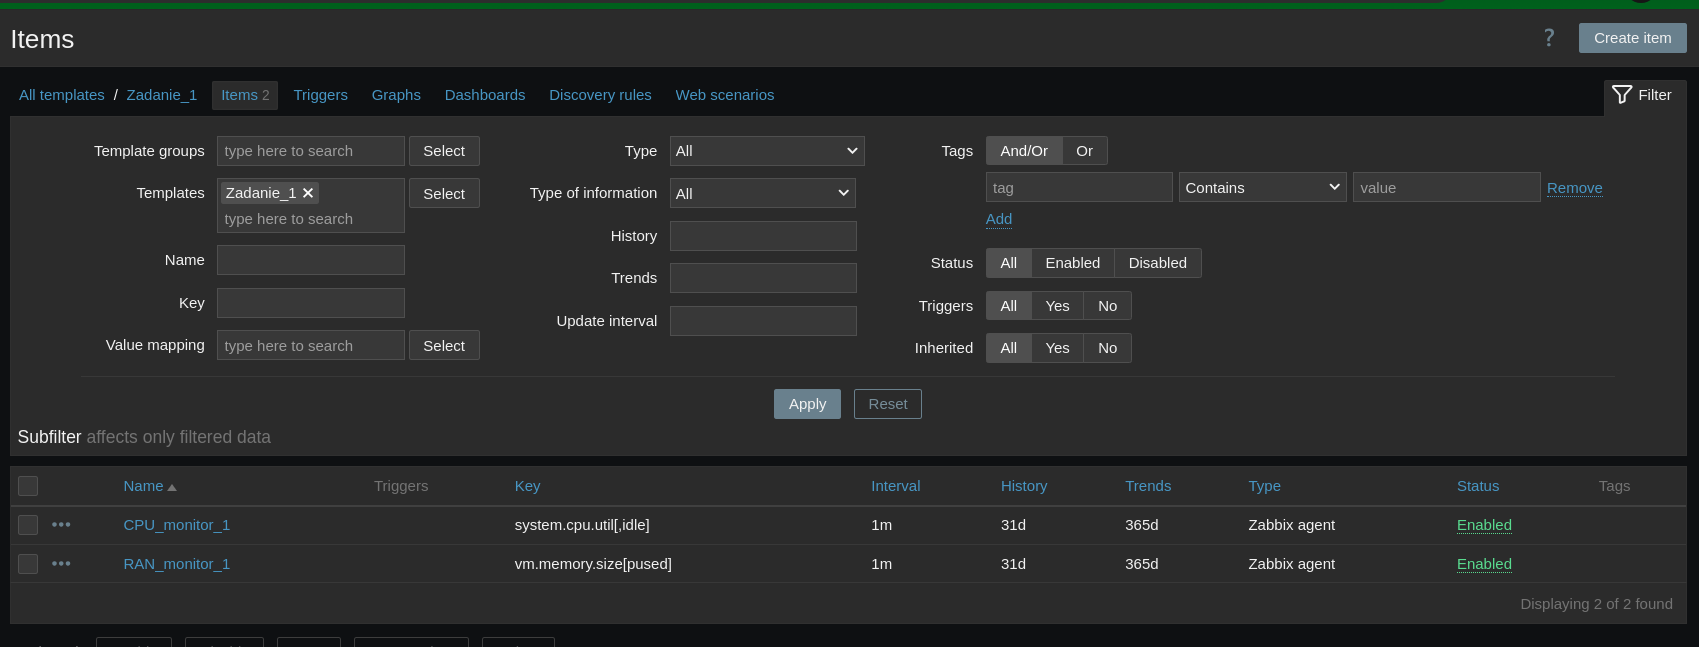 Items ? Create item
All templates / Zadanie_1 Items 2 Triggers Graphs Dashboards Discovery rules Web scenarios Filter
Template groups type here to search Select Type All Tags And/Or Or
Templates Zadanie_1 Select Type of information All tag Contains value Remove
type here to search Add
Name History
Status All Enabled Disabled
Key Trends Triggers All Yes No
Value mapping type here to search Select Update interval Inherited All Yes No
Apply Reset
Subfilter affects only filtered data
Name Triggers Key Interval History Trends Type Status Tags
CPU_monitor_1 system.cpu.util[,idle] 1m 31d 365d Zabbix agent Enabled
RAN_monitor_1 vm.memory.size[pused] 1m 31d 365d Zabbix agent Enabled
Displaying 2 of 2 found